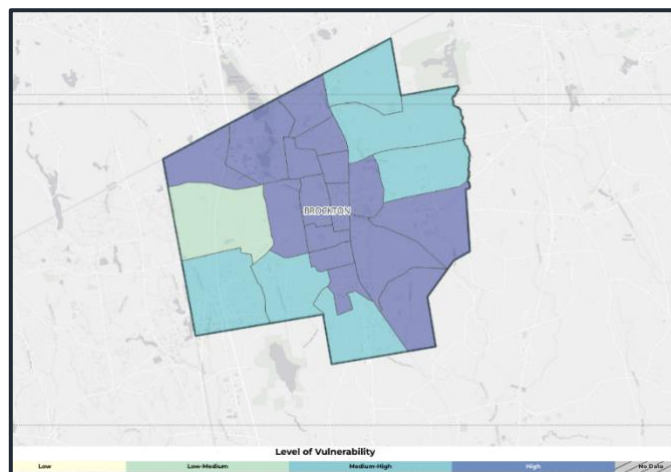 BROCKTON
Level of Vulnerability
Low Low-Medium Medium-High High No Data